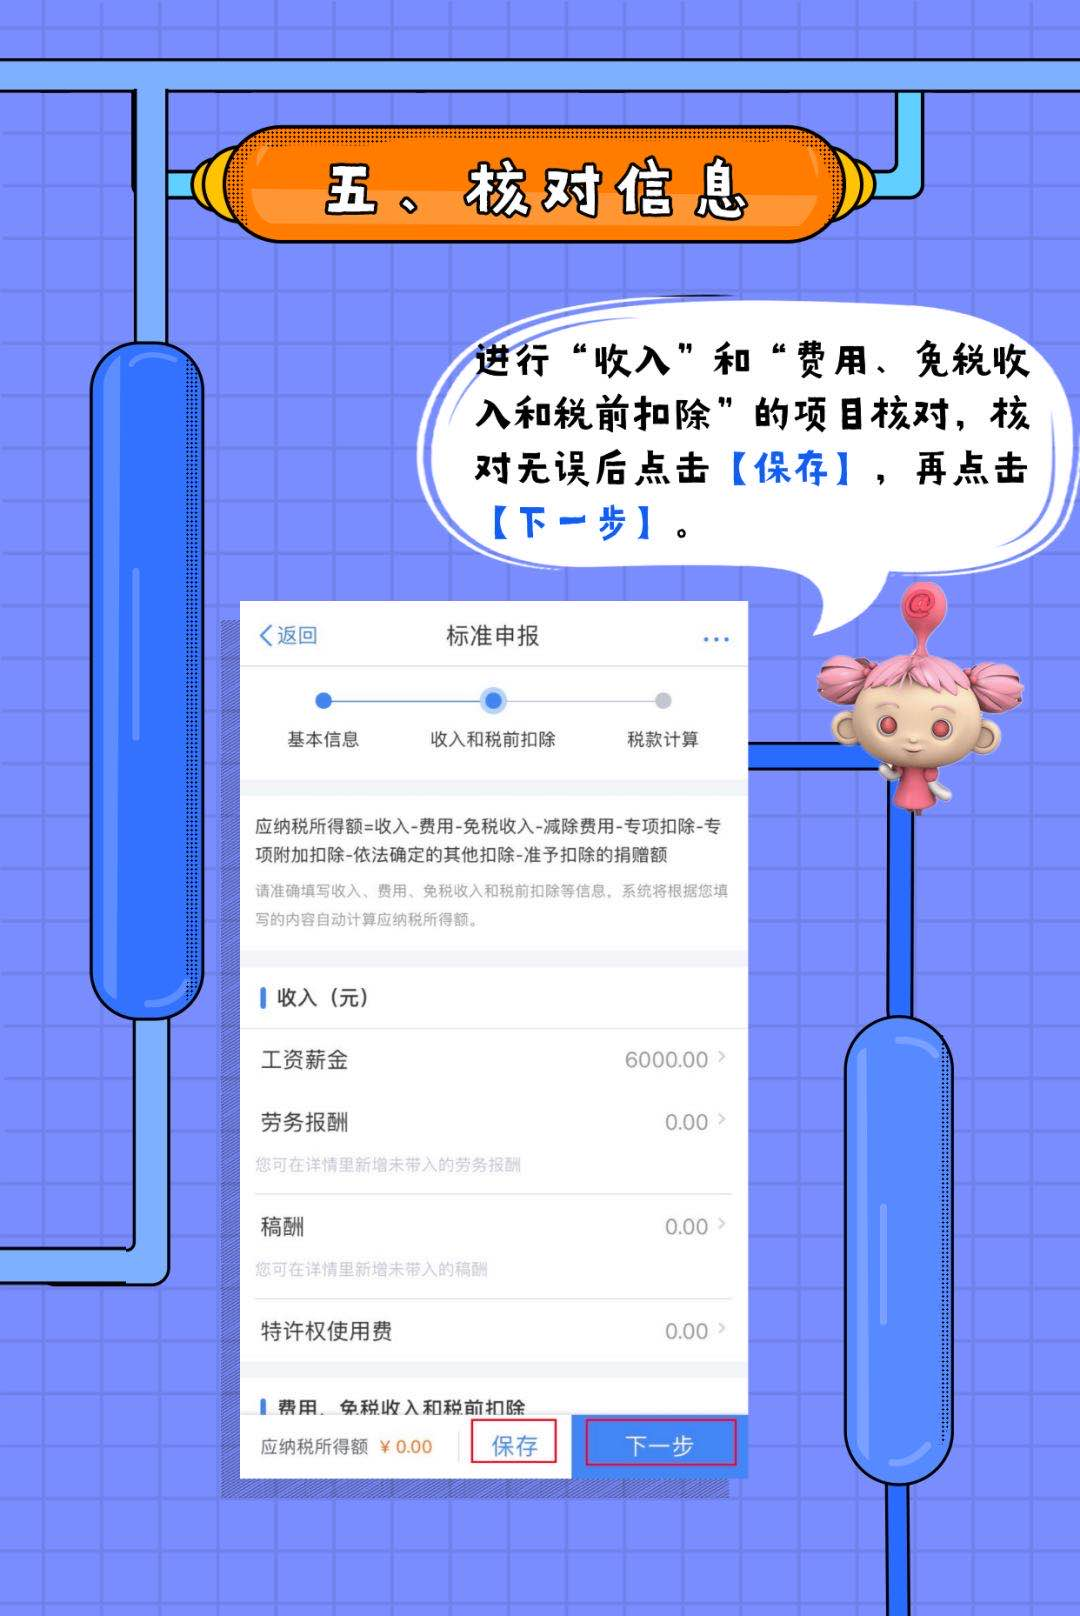 五、核对信息
进行“收入”和“费用、免税收
入和税前扣除”的项目核对，核
对无误后点击【保存】，再点击
【下一步】。
返回 标准申报 ...
基本信息 收入和税前扣除 税款计算
应纳税所得额=收入-费用-免税收入-减除费用-专项扣除-专
项附加扣除-依法确定的其他扣除-准予扣除的捐赠额
请准确填写收入、费用、免税收入和税前扣除等信息，系统将根据您填
写的内容自动计算应纳税所得额。
收入（元）
工资薪金 6000.00
劳务报酬 0.00
您可在详情里新增未带入的劳务报酬
稿酬 0.00
您可在详情里新增未带入的稿酬
特许权使用费 0.00
费用、免税收入和税前扣除
应纳税所得额 ¥ 0.00 保存 下一步